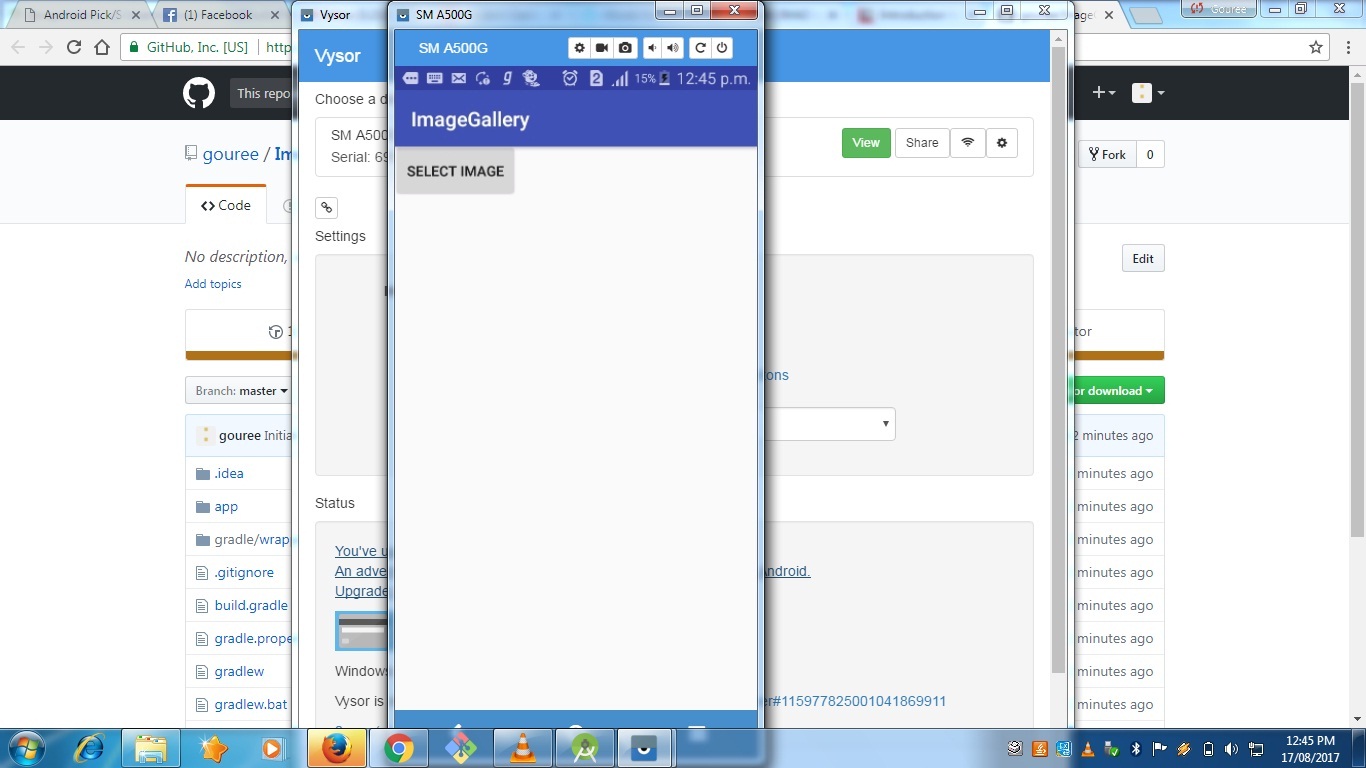 Android Pick/S
(1) Facebook
Vysor
SM A500G
Gouree
GitHub, Inc. [US]
http
This repo
Vysor
SM A500G
15% 12:45 p.m.
ImageGallery
SELECT IMAGE
Choose a d
SM A500
Serial: 69
View
Share
Settings
gouree / Im
Fork 0
Code
No description,
Edit
Add topics
1
tor
ons
Branch: master
or download
gouree Initia
2 minutes ago
.idea
minutes ago
app
minutes ago
gradle/wrap
minutes ago
.gitignore
minutes ago
build.gradle
minutes ago
gradle.prope
minutes ago
gradlew
minutes ago
gradlew.bat
minutes ago
Status
You've u
An adve
Android.
Upgrade
Windows
Vysor is
er#115977825001041869911
12:45 PM
17/08/2017